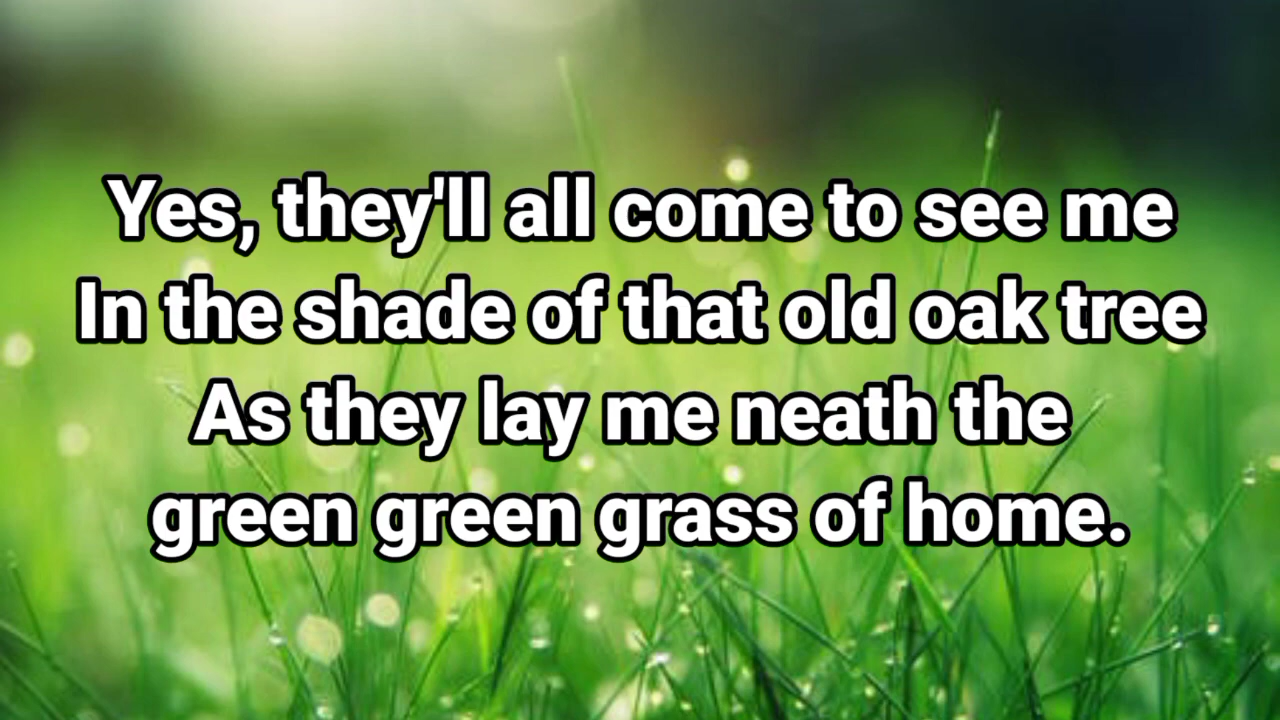 Yes, they'll all come to see me
In the shade of that old oak tree
As they lay me neath the
green green grass of home.